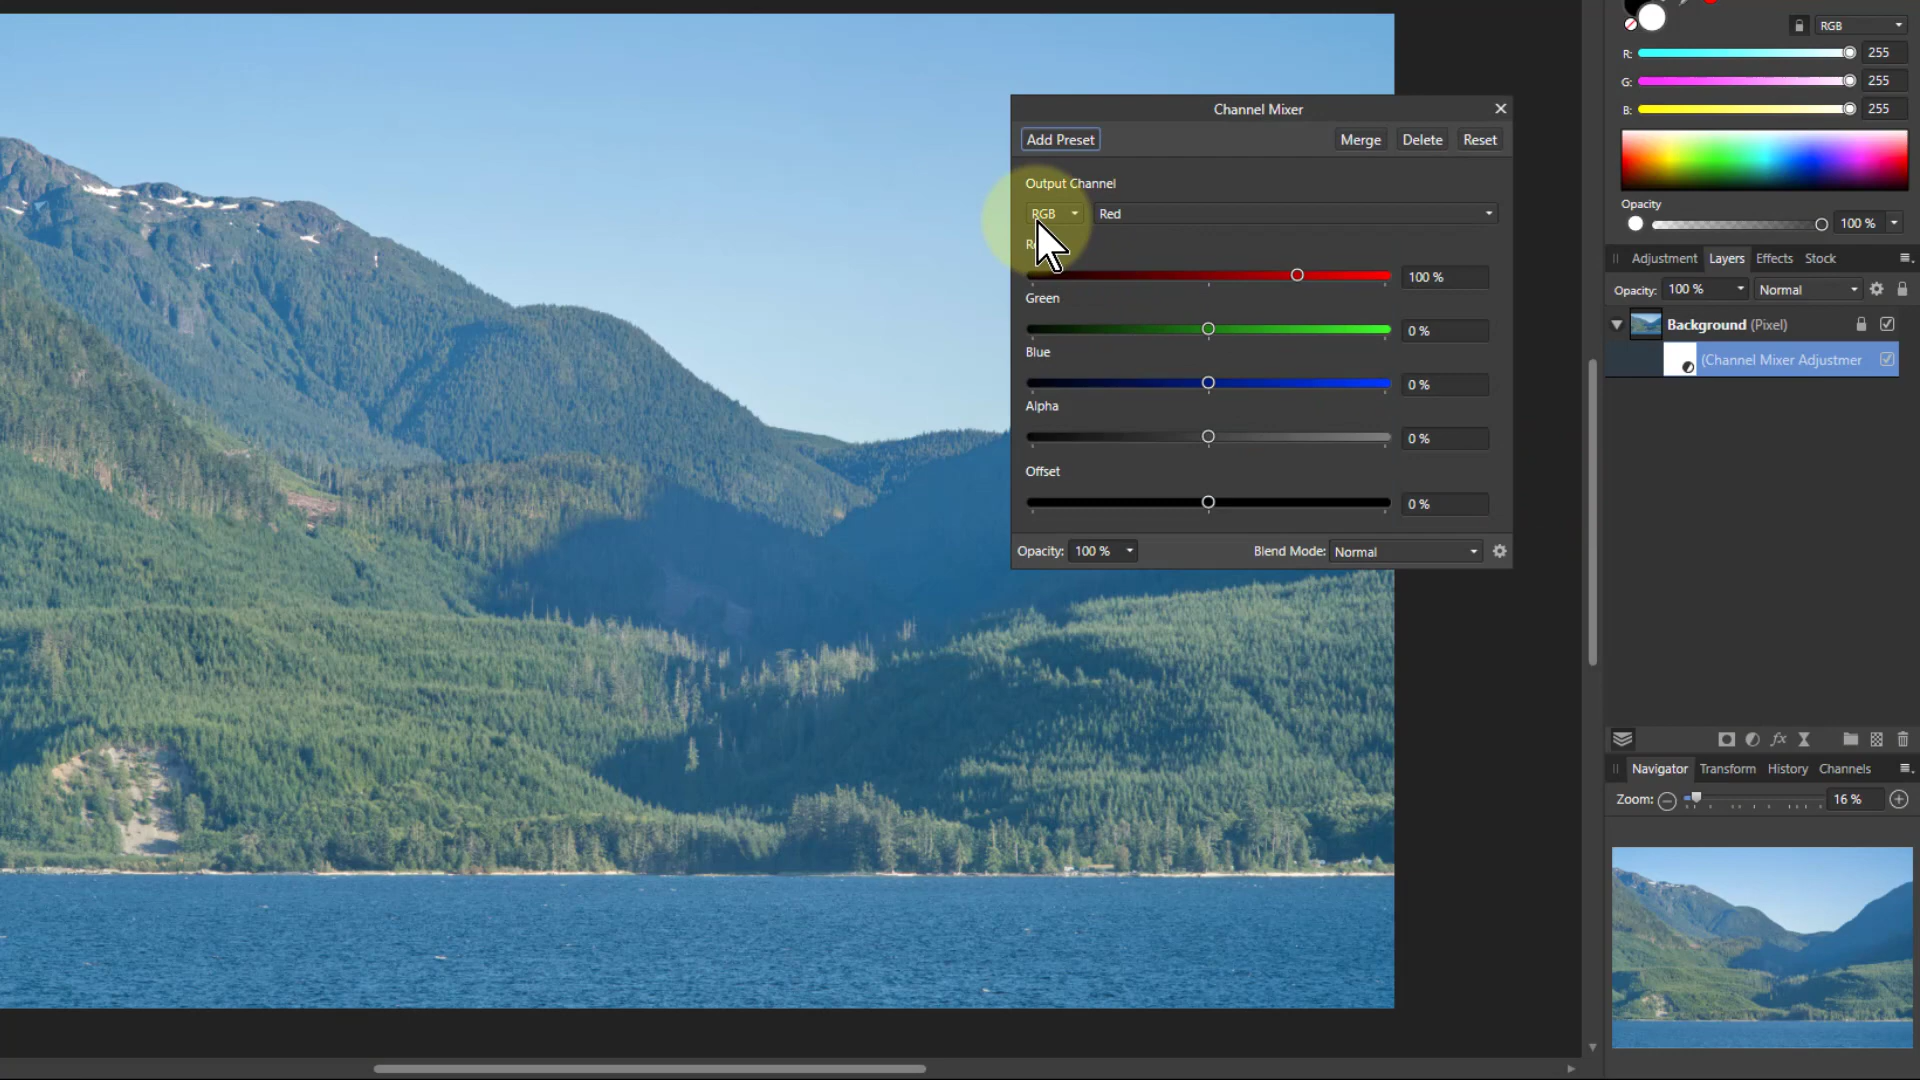 RGB
R: 255
G: 255
B: 255
Opacity
100 %
Channel Mixer
Add Preset Merge Delete Reset
Output Channel
RGB Red
100 %
Green
0 %
Blue
0 %
Alpha
0 %
Offset
0 %
Opacity: 100 % Blend Mode: Normal
Adjustment Layers Effects Stock
Opacity: 100 % Normal
Background (Pixel)
(Channel Mixer Adjustmer
fx
Navigator Transform History Channels
Zoom: 16 %